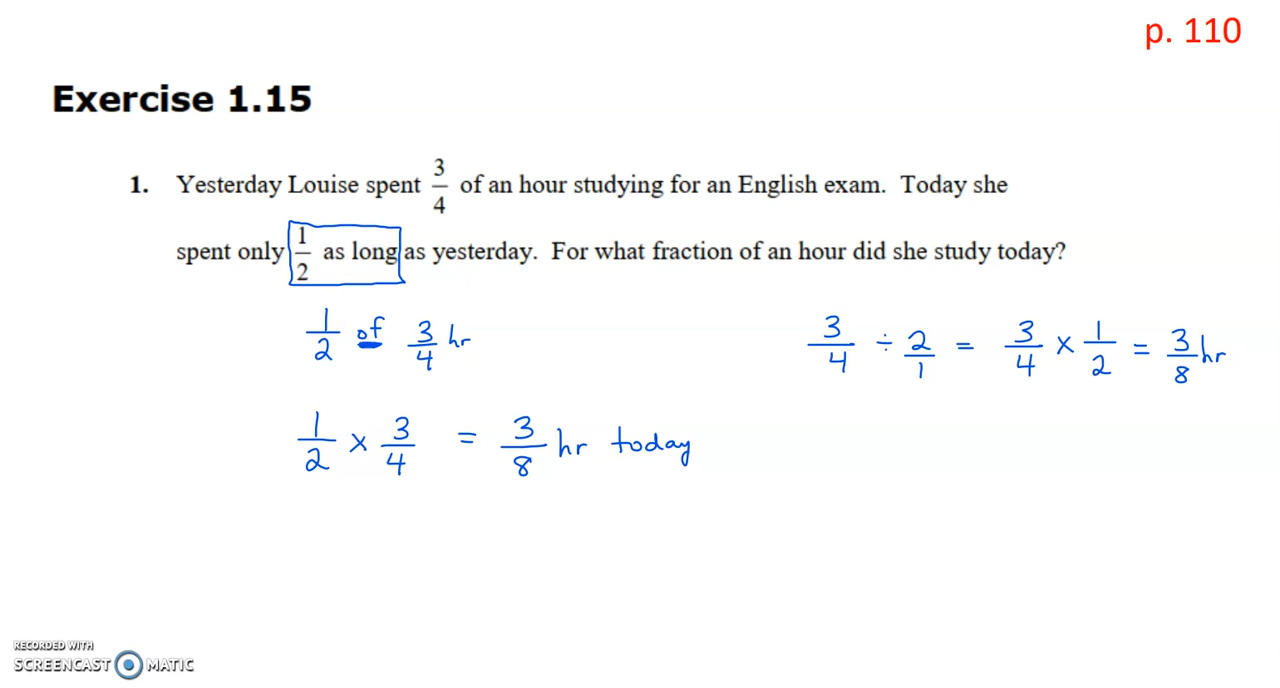 p. 110
Exercise 1.15
1. Yesterday Louise spent 3/4 of an hour studying for an English exam. Today she
spent only 1/2 as long as yesterday. For what fraction of an hour did she study today?
1/2 of 3/4 hr
3/4 ÷ 2/1 = 3/4 × 1/2 = 3/8 hr
1/2 × 3/4 = 3/8 hr today
RECORDED WITH
SCREENCAST MATIC